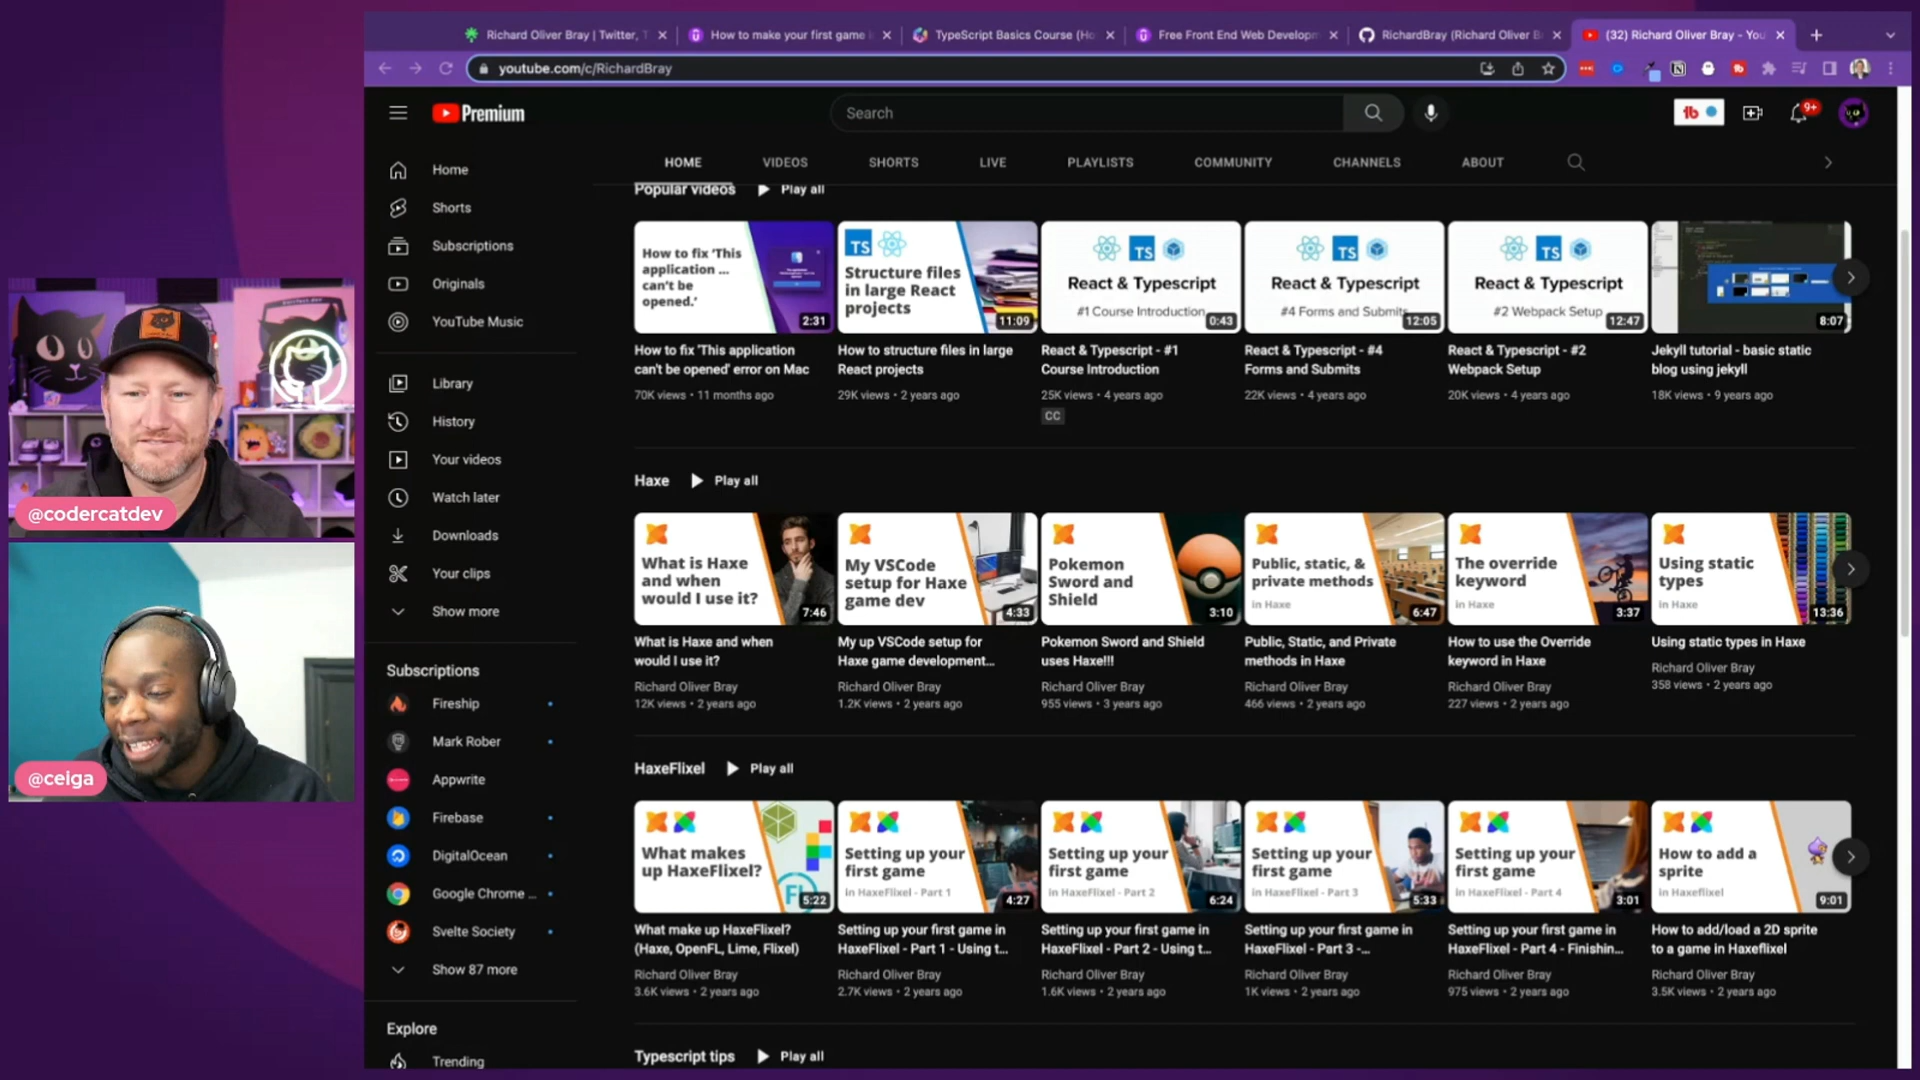 Richard Oliver Bray | Twitter, T
How to make your first game i
TypeScript Basics Course (Ho
Free Front End Web Developm
RichardBray (Richard Oliver B
(32) Richard Oliver Bray - You
youtube.com/c/RichardBray
Premium
Search
9+
HOME
VIDEOS
SHORTS
LIVE
PLAYLISTS
COMMUNITY
CHANNELS
ABOUT
Home
Shorts
Subscriptions
Originals
YouTube Music
Library
History
Your videos
Watch later
Downloads
Your clips
Show more
Subscriptions
Fireship
Mark Rober
Appwrite
Firebase
DigitalOcean
Google Chrome ...
Svelte Society
Show 87 more
Explore
Trending
@codercatdev
@ceiga
Popular videos
Play all
How to fix 'This
application ...
can't be
opened.'
2:31
How to fix 'This application
can't be opened' error on Mac
70K views • 11 months ago
TS
Structure files
in large React
projects
11:09
How to structure files in large
React projects
29K views • 2 years ago
TS
React & Typescript
#1 Course Introduction
0:43
React & Typescript - #1
Course Introduction
25K views • 4 years ago
CC
TS
React & Typescript
#4 Forms and Submits
12:05
React & Typescript - #4
Forms and Submits
22K views • 4 years ago
TS
React & Typescript
#2 Webpack Setup
12:47
React & Typescript - #2
Webpack Setup
20K views • 4 years ago
8:07
Jekyll tutorial - basic static
blog using jekyll
18K views • 9 years ago
Haxe
Play all
What is Haxe
and when
would I use it?
7:46
What is Haxe and when
would I use it?
Richard Oliver Bray
12K views • 2 years ago
My VSCode
setup for Haxe
game dev
4:33
My up VSCode setup for
Haxe game development...
Richard Oliver Bray
1.2K views • 2 years ago
Pokemon
Sword and
Shield
3:10
Pokemon Sword and Shield
uses Haxe!!!
Richard Oliver Bray
955 views • 3 years ago
Public, static, &
private methods
in Haxe
6:47
Public, Static, and Private
methods in Haxe
Richard Oliver Bray
466 views • 2 years ago
The override
keyword
in Haxe
3:37
How to use the Override
keyword in Haxe
Richard Oliver Bray
227 views • 2 years ago
Using static
types
in Haxe
13:36
Using static types in Haxe
Richard Oliver Bray
358 views • 2 years ago
HaxeFlixel
Play all
What makes
up HaxeFlixel?
5:22
What make up HaxeFlixel?
(Haxe, OpenFL, Lime, Flixel)
Richard Oliver Bray
3.6K views • 2 years ago
Setting up your
first game
in HaxeFlixel - Part 1
4:27
Setting up your first game in
HaxeFlixel - Part 1 - Using t...
Richard Oliver Bray
2.7K views • 2 years ago
Setting up your
first game
in HaxeFlixel - Part 2
6:24
Setting up your first game in
HaxeFlixel - Part 2 - Using t...
Richard Oliver Bray
1.6K views • 2 years ago
Setting up your
first game
in HaxeFlixel - Part 3
5:33
Setting up your first game in
HaxeFlixel - Part 3 -...
Richard Oliver Bray
1K views • 2 years ago
Setting up your
first game
in HaxeFlixel - Part 4
3:01
Setting up your first game in
HaxeFlixel - Part 4 - Finishin...
Richard Oliver Bray
975 views • 2 years ago
How to add a
sprite
in Haxeflixel
9:01
How to add/load a 2D sprite
to a game in Haxeflixel
Richard Oliver Bray
3.5K views • 2 years ago
Typescript tips
Play all